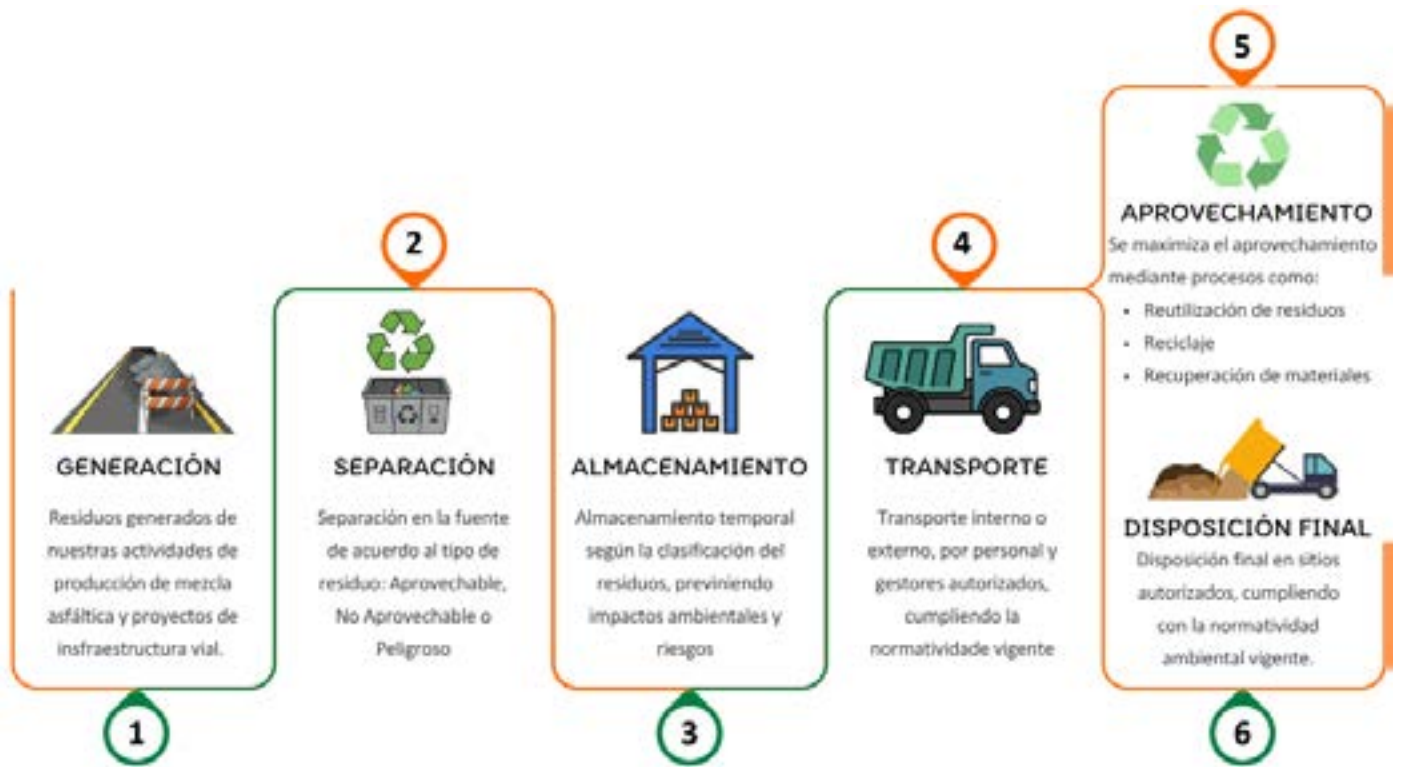 1
GENERACIÓN
Residuos generados de
nuestras actividades de
producción de mezcla
asfáltica y proyectos de
insfraestructura vial.
2
SEPARACIÓN
Separación en la fuente
de acuerdo al tipo de
residuo: Aprovechable,
No Aprovechable o
Peligroso
3
ALMACENAMIENTO
Almacenamiento temporal
según la clasificación del
residuos, previniendo
impactos ambientales y
riesgos
4
TRANSPORTE
Transporte interno o
externo, por personal y
gestores autorizados,
cumpliendo la
normatividade vigente
5
APROVECHAMIENTO
Se maximiza el aprovechamiento
mediante procesos como:
• Reutilización de residuos
• Reciclaje
• Recuperación de materiales
DISPOSICIÓN FINAL
Disposición final en sitios
autorizados, cumpliendo
con la normatividad
ambiental vigente.
6